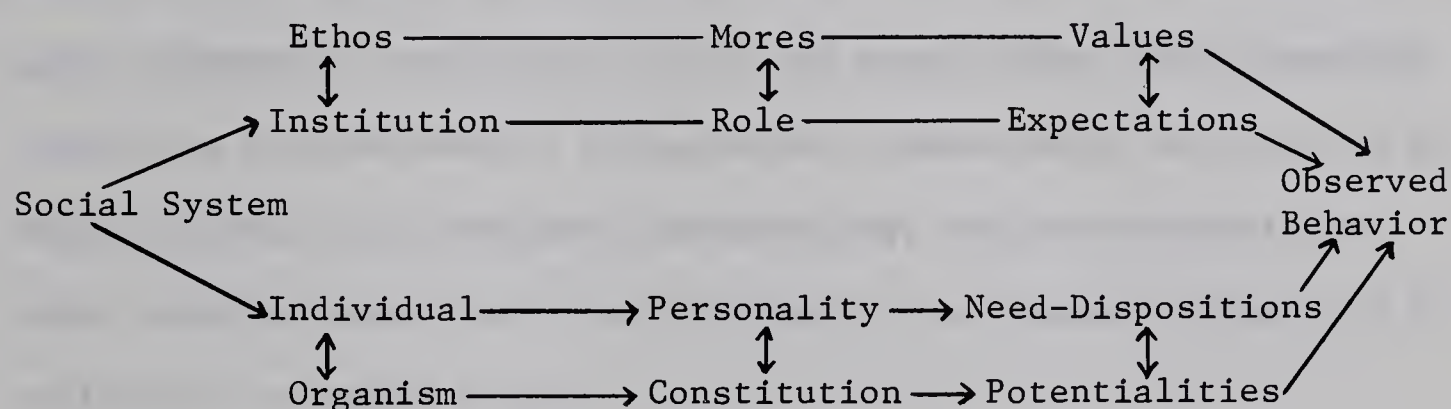 Ethos Mores Values
Institution Role Expectations
Social System
Observed
Behavior
Individual Personality Need-Dispositions
Organism Constitution Potentialities